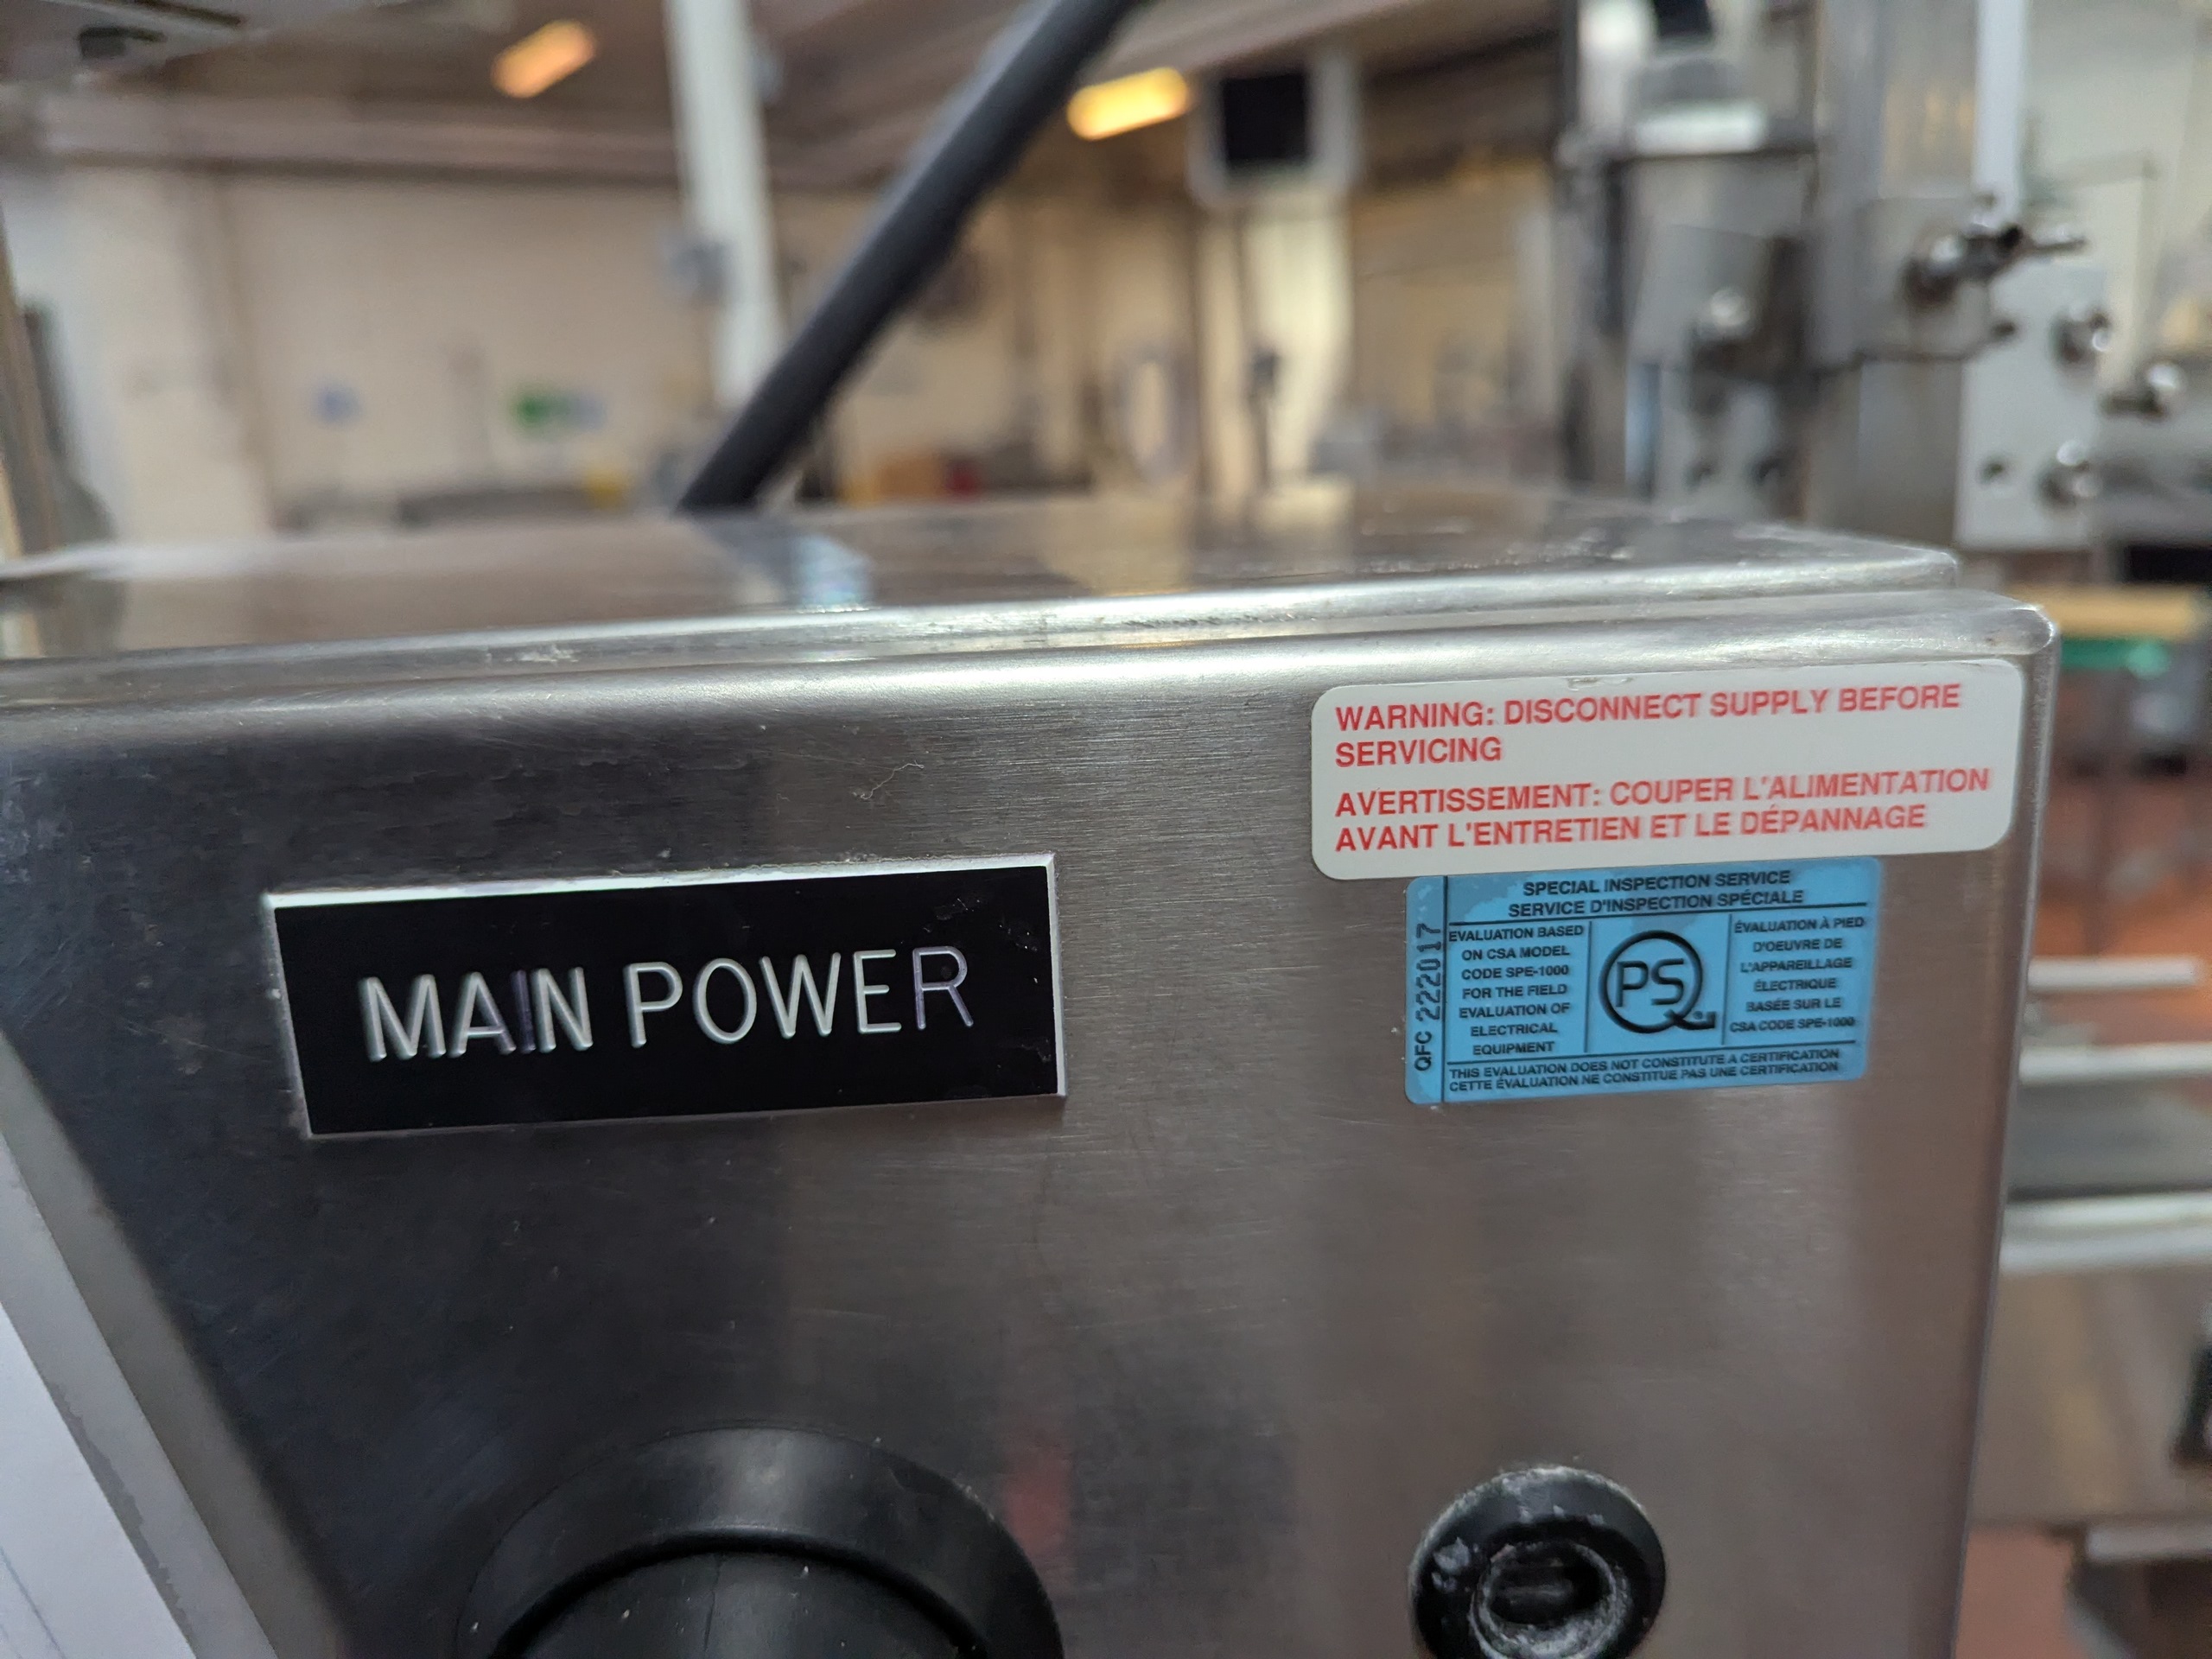 WARNING: DISCONNECT SUPPLY BEFORE
SERVICING
AVERTISSEMENT: COUPER L'ALIMENTATION
AVANT L'ENTRETIEN ET LE DÉPANNAGE
MAIN POWER
SPECIAL INSPECTION SERVICE
SERVICE D'INSPECTION SPÉCIALE
QFC 222017
EVALUATION BASED
ON CSA MODEL
CODE SPE-1000
FOR THE FIELD
EVALUATION OF
ELECTRICAL
EQUIPMENT
PSQ
ÉVALUATION À PIED
D'OEUVRE DE
L'APPAREILLAGE
ÉLECTRIQUE
BASÉE SUR LE
CSA CODE SPE-1000
THIS EVALUATION DOES NOT CONSTITUTE A CERTIFICATION
CETTE ÉVALUATION NE CONSTITUE PAS UNE CERTIFICATION